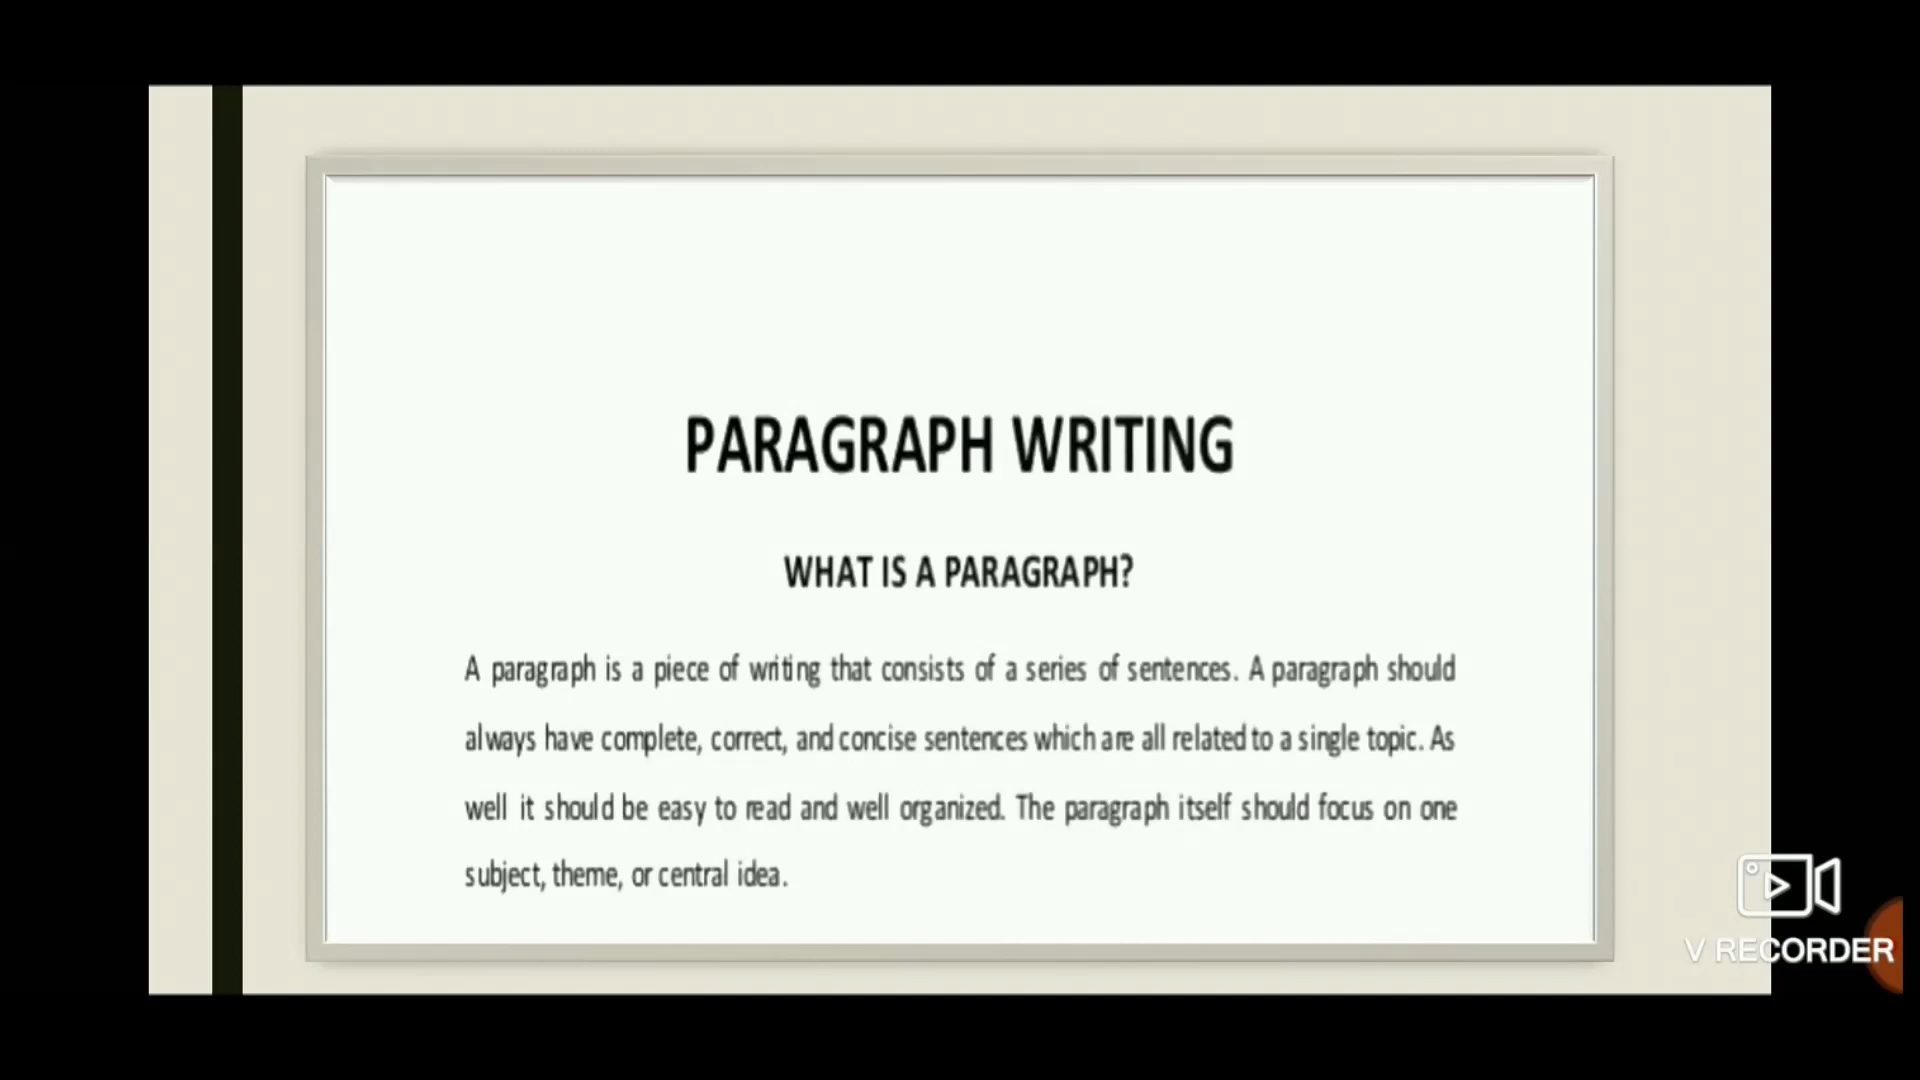 PARAGRAPH WRITING
WHAT IS A PARAGRAPH?
A paragraph is a piece of writing that consists of a series of sentences. A paragraph should
always have complete, correct, and concise sentences which are all related to a single topic. As
well it should be easy to read and well organized. The paragraph itself should focus on one
subject, theme, or central idea.
V RECORDER